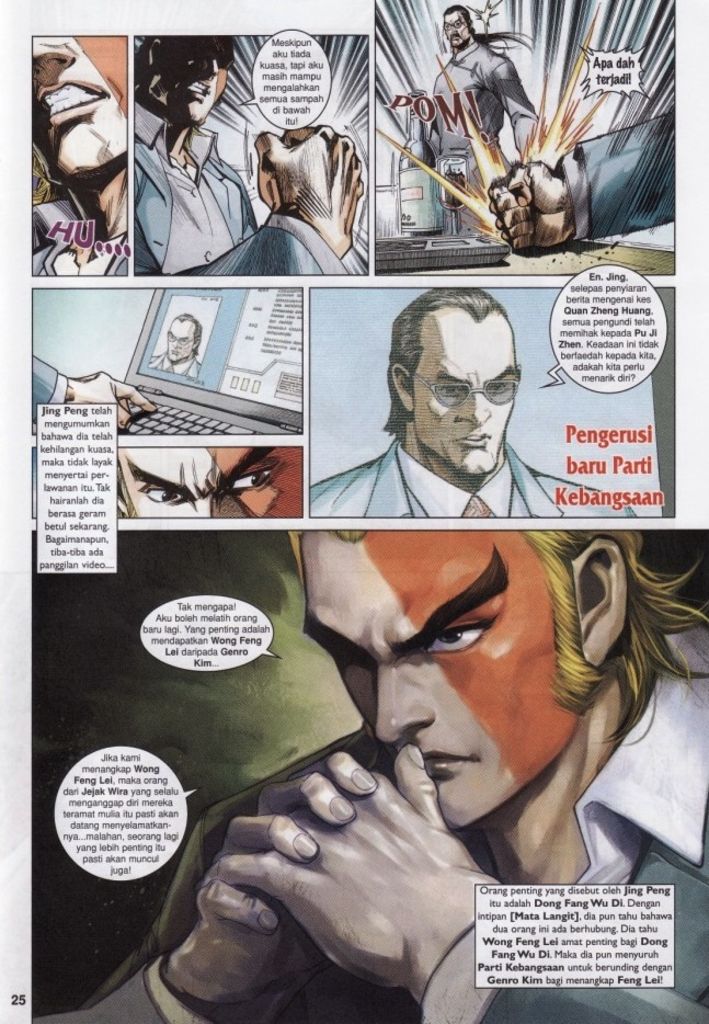 Meskipun
aku tiada
kuasa, tapi aku
masih mampu
mengalahkan
semua sampah
di bawah
itu!
HU....
Apa dah
terjadi!
POM!
En. Jing,
selepas penyiaran
berita mengenai kes
Quan Zheng Huang,
semua pengundi telah
memihak kepada Pu Ji
Zhen. Keadaan ini tidak
berfaedah kepada kita,
adakah kita perlu
menarik diri?
Pengerusi
baru Parti
Kebangsaan
Jing Peng telah
mengumumkan
bahawa dia telah
kehilangan kuasa,
maka tidak layak
menyertai per-
lawanan itu. Tak
hairanlah dia
berasa geram
betul sekarang.
Bagaimanapun,
tiba-tiba ada
panggilan video....
Tak mengapa!
Aku boleh melatih orang
baru lagi. Yang penting adalah
mendapatkan Wong Feng
Lei daripada Genro
Kim...
Jika kami
menangkap Wong
Feng Lei, maka orang
dari Jejak Wira yang selalu
menganggap diri mereka
teramat mulia itu pasti akan
datang menyelamatkan-
nya...malahan, seorang
yang lebih penting itu
pasti akan muncul
juga!
Orang penting yang disebut oleh Jing Peng
itu adalah Dong Fang Wu Di. Dengan
intipan [Mata Langit], dia pun tahu bahawa
dua orang ini ada berhubung. Dia tahu
Wong Feng Lei amat penting bagi Dong
Fang Wu Di. Maka dia pun menyuruh
Parti Kebangsaan untuk berunding dengan
Genro Kim bagi menangkap Feng Lei!
25